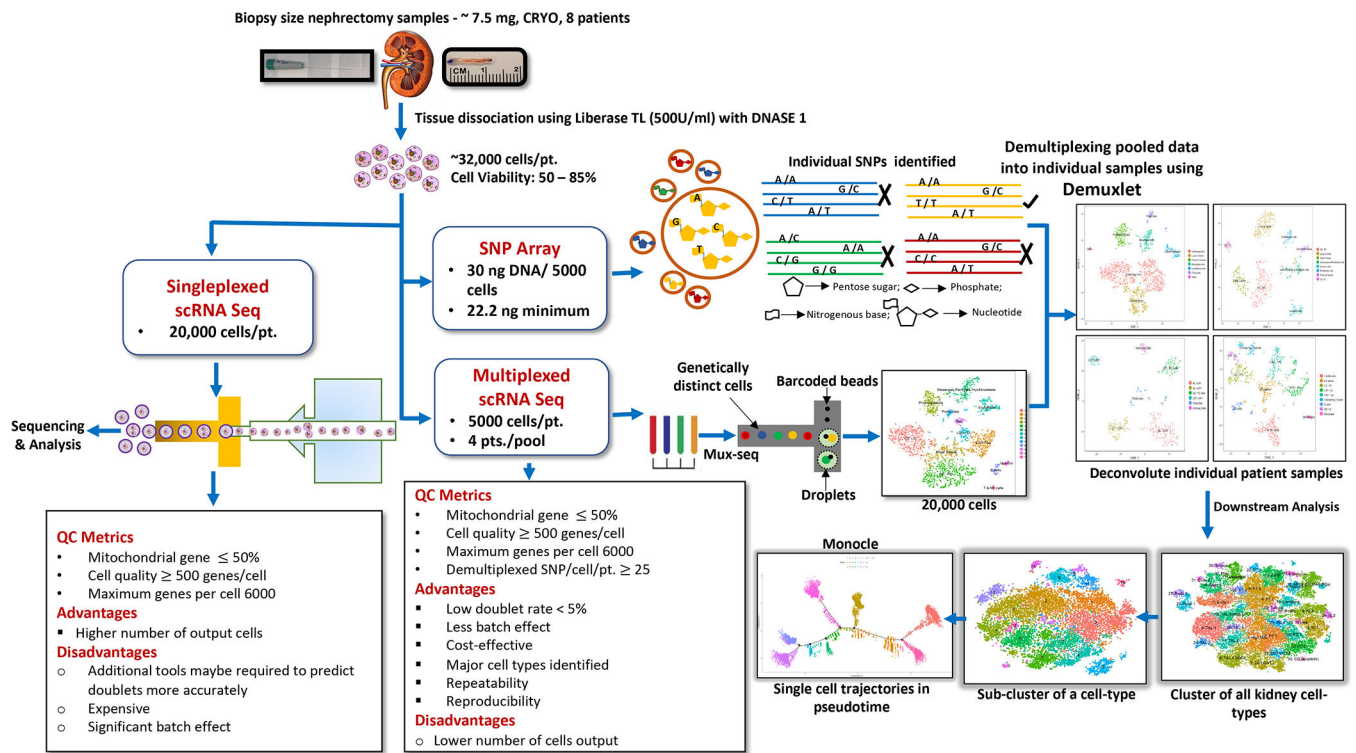 Biopsy size nephrectomy samples - ~ 7.5 mg, CRYO, 8 patients
CM 1 2
Tissue dissociation using Liberase TL (500U/ml) with DNASE 1
~32,000 cells/pt.
Cell Viability: 50 – 85%
Singleplexed
scRNA Seq
• 20,000 cells/pt.
SNP Array
• 30 ng DNA/ 5000
cells
• 22.2 ng minimum
Multiplexed
scRNA Seq
• 5000 cells/pt.
• 4 pts./pool
A
G
C
T
Individual SNPs identified
A/A
G/C
C/T
A/T
X
A/A
G/C
T/T
A/T
✓
A/C
A/A
C/G
G/G
X
A/A
G/C
C/C
A/T
X
Pentose sugar;
Phosphate;
Nitrogenous base;
Nucleotide
Demultiplexing pooled data
into individual samples using
Demuxlet
Sequencing
& Analysis
Genetically
distinct cells
Mux-seq
Barcoded beads
Droplets
20,000 cells
Deconvolute individual patient samples
Downstream Analysis
QC Metrics
• Mitochondrial gene ≤ 50%
• Cell quality ≥ 500 genes/cell
• Maximum genes per cell 6000
Advantages
▪ Higher number of output cells
Disadvantages
o Additional tools maybe required to predict
doublets more accurately
o Expensive
o Significant batch effect
QC Metrics
• Mitochondrial gene ≤ 50%
• Cell quality ≥ 500 genes/cell
• Maximum genes per cell 6000
• Demultiplexed SNP/cell/pt. ≥ 25
Advantages
▪ Low doublet rate < 5%
▪ Less batch effect
▪ Cost-effective
▪ Major cell types identified
▪ Repeatability
▪ Reproducibility
Disadvantages
o Lower number of cells output
Monocle
Single cell trajectories in
pseudotime
Sub-cluster of a cell-type
Cluster of all kidney cell-
types